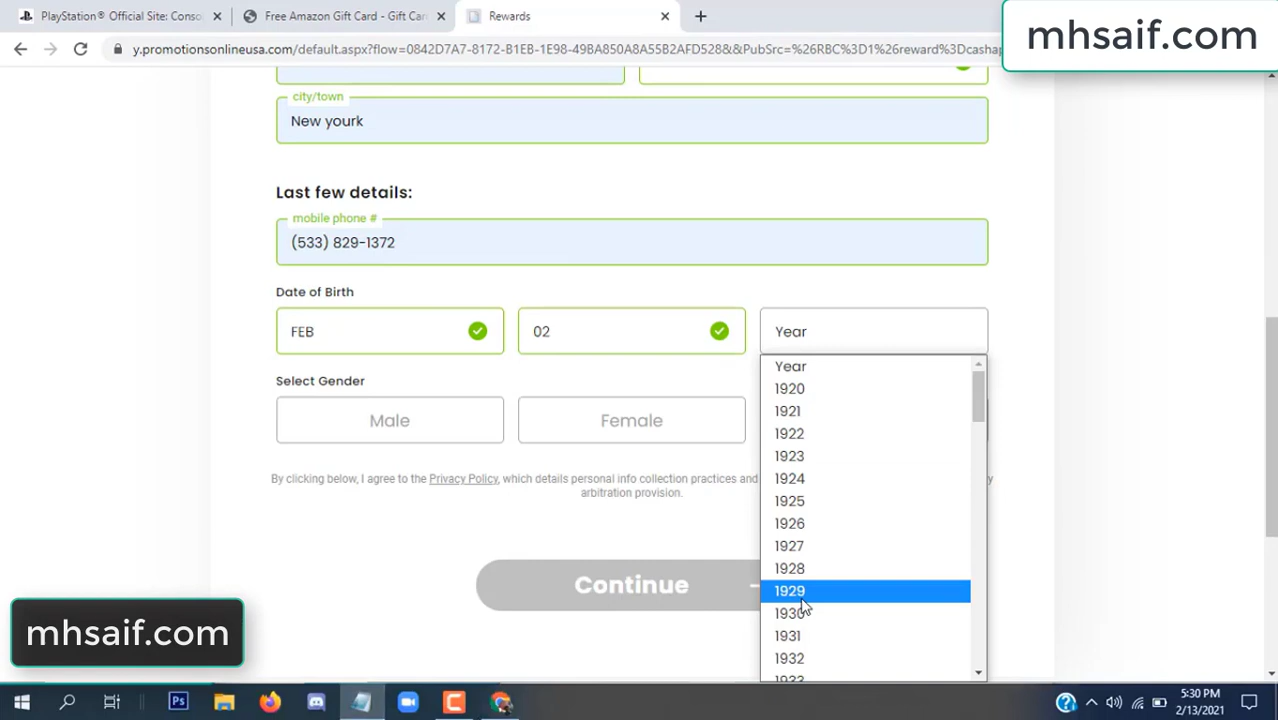 PlayStation® Official Site: Conso
Free Amazon Gift Card - Gift Car
Rewards
mhsaif.com
y.promotionsonlineusa.com/default.aspx?flow=0842D7A7-8172-B1EB-1E98-49BA850A8A55B2AFD528&&PubSrc=%26RBC%3D1%26reward%3Dcashap
city/town
New yourk
Last few details:
mobile phone #
(533) 829-1372
Date of Birth
FEB
02
Year
Year
1920
Select Gender
1921
Male
Female
1922
1923
By clicking below, I agree to the Privacy Policy, which details personal info collection practices and
1924
arbitration provision.
1925
1926
1927
1928
Continue
1929
1930
mhsaif.com
1931
1932
1933
Ps
5:30 PM
2/13/2021